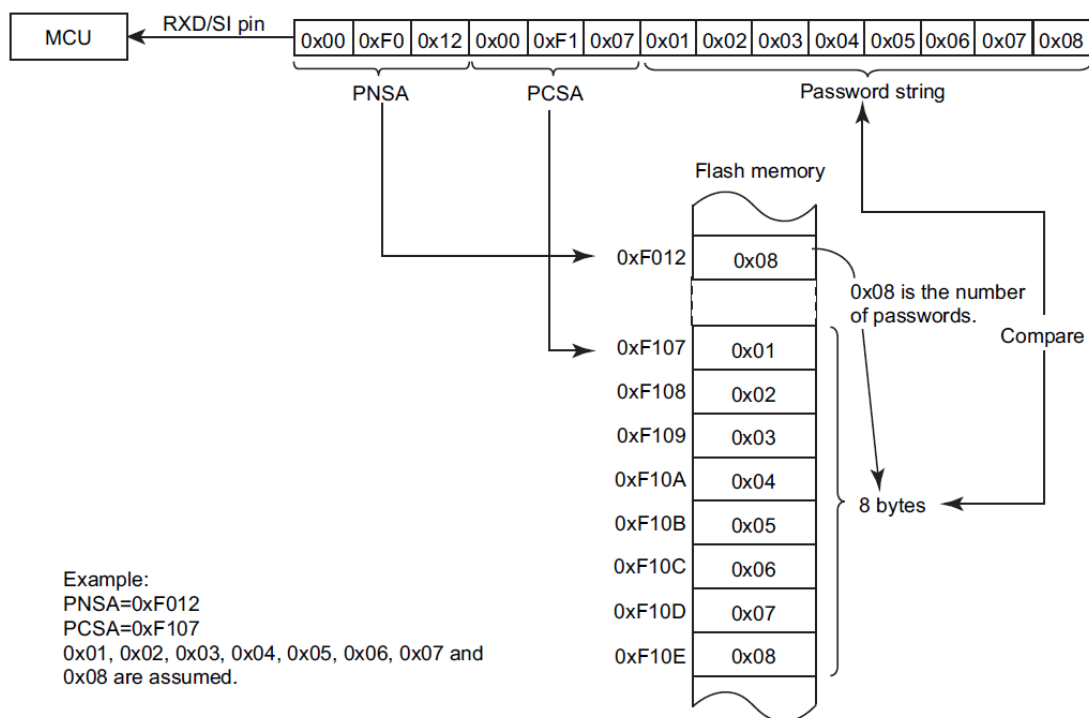 MCU
RXD/SI pin
0x00 0xF0 0x12 0x00 0xF1 0x07 0x01 0x02 0x03 0x04 0x05 0x06 0x07 0x08
PNSA
PCSA
Password string
Flash memory
0xF012 0x08
0x08 is the number
of passwords.
Compare
0xF107 0x01
0xF108 0x02
0xF109 0x03
0xF10A 0x04
8 bytes
0xF10B 0x05
0xF10C 0x06
0xF10D 0x07
0xF10E 0x08
Example:
PNSA=0xF012
PCSA=0xF107
0x01, 0x02, 0x03, 0x04, 0x05, 0x06, 0x07 and
0x08 are assumed.